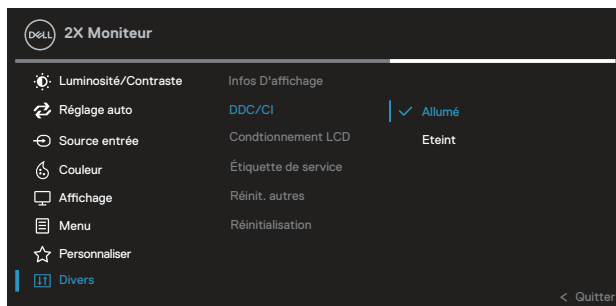 DELL 2X Moniteur
Luminosité/Contraste
Infos D'affichage
Réglage auto
DDC/CI
Allumé
Source entrée
Condtionnement LCD
Eteint
Couleur
Étiquette de service
Affichage
Réinit. autres
Menu
Réinitialisation
Personnaliser
Divers
< Quitter